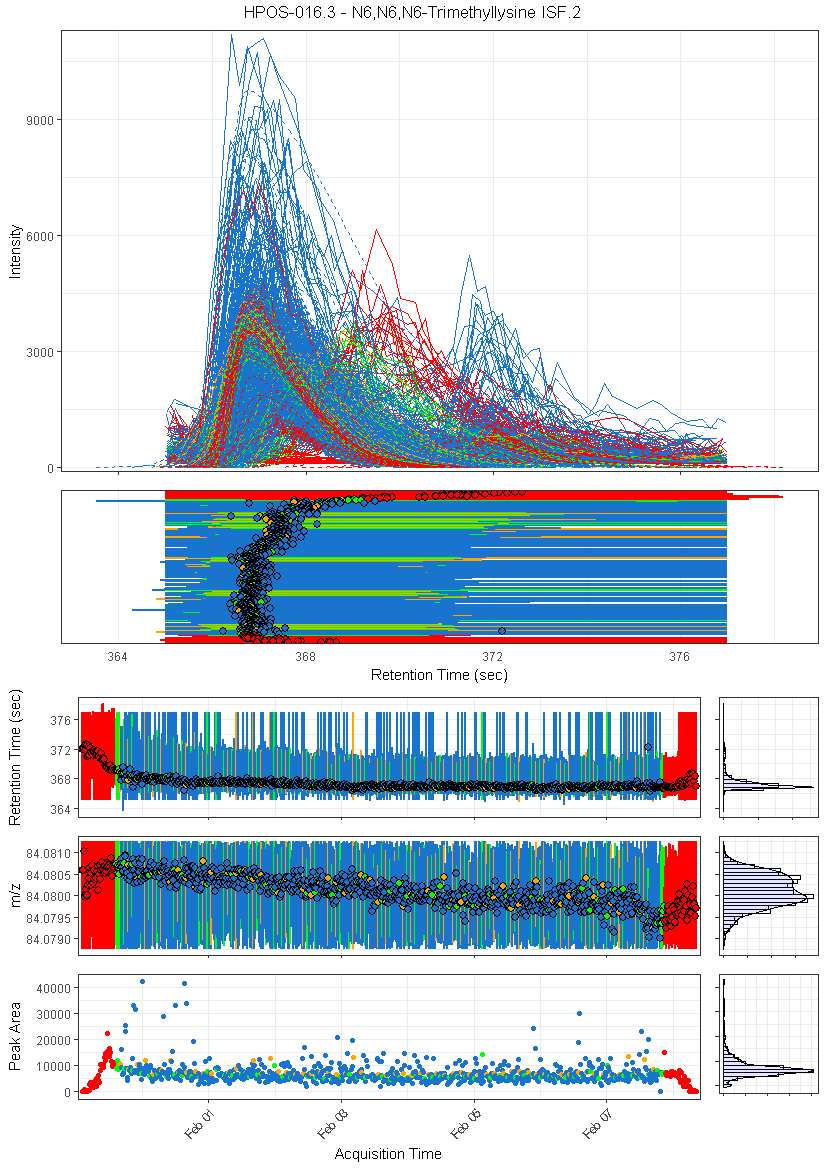 HPOS-016.3 - N6,N6,N6-Trimethyllysine ISF.2
Intensity
9000
6000
3000
0
364
368
372
376
Retention Time (sec)
Retention Time (sec)
376
372
368
364
m/z
84.0810
84.0805
84.0800
84.0795
84.0790
Peak Area
40000
30000
20000
10000
0
Feb 01
Feb 03
Feb 05
Feb 07
Acquisition Time